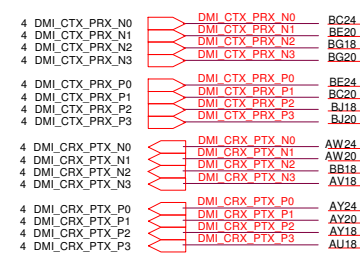 4 DMI_CTX_PRX_N0 DMI_CTX_PRX_N0 BC24
4 DMI_CTX_PRX_N1 DMI_CTX_PRX_N1 BE20
4 DMI_CTX_PRX_N2 DMI_CTX_PRX_N2 BG18
4 DMI_CTX_PRX_N3 DMI_CTX_PRX_N3 BG20
4 DMI_CTX_PRX_P0 DMI_CTX_PRX_P0 BE24
4 DMI_CTX_PRX_P1 DMI_CTX_PRX_P1 BC20
4 DMI_CTX_PRX_P2 DMI_CTX_PRX_P2 BJ18
4 DMI_CTX_PRX_P3 DMI_CTX_PRX_P3 BJ20
4 DMI_CRX_PTX_N0 DMI_CRX_PTX_N0 AW24
4 DMI_CRX_PTX_N1 DMI_CRX_PTX_N1 AW20
4 DMI_CRX_PTX_N2 DMI_CRX_PTX_N2 BB18
4 DMI_CRX_PTX_N3 DMI_CRX_PTX_N3 AV18
4 DMI_CRX_PTX_P0 DMI_CRX_PTX_P0 AY24
4 DMI_CRX_PTX_P1 DMI_CRX_PTX_P1 AY20
4 DMI_CRX_PTX_P2 DMI_CRX_PTX_P2 AY18
4 DMI_CRX_PTX_P3 DMI_CRX_PTX_P3 AU18